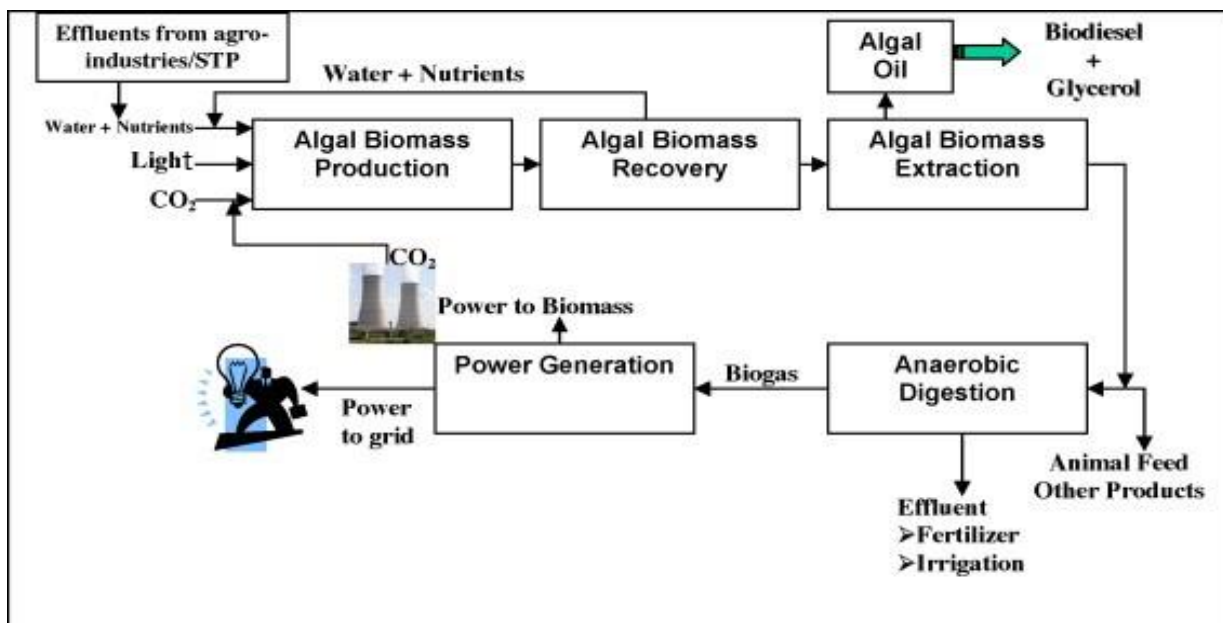 Effluents from agro-
industries/STP
Water + Nutrients
Algal
Oil
Biodiesel
+
Glycerol
Water + Nutrients
Light
CO₂
Algal Biomass
Production
Algal Biomass
Recovery
Algal Biomass
Extraction
CO₂
Power to Biomass
Power Generation
Biogas
Anaerobic
Digestion
Power
to grid
Animal Feed
Other Products
Effluent
➢Fertilizer
➢Irrigation